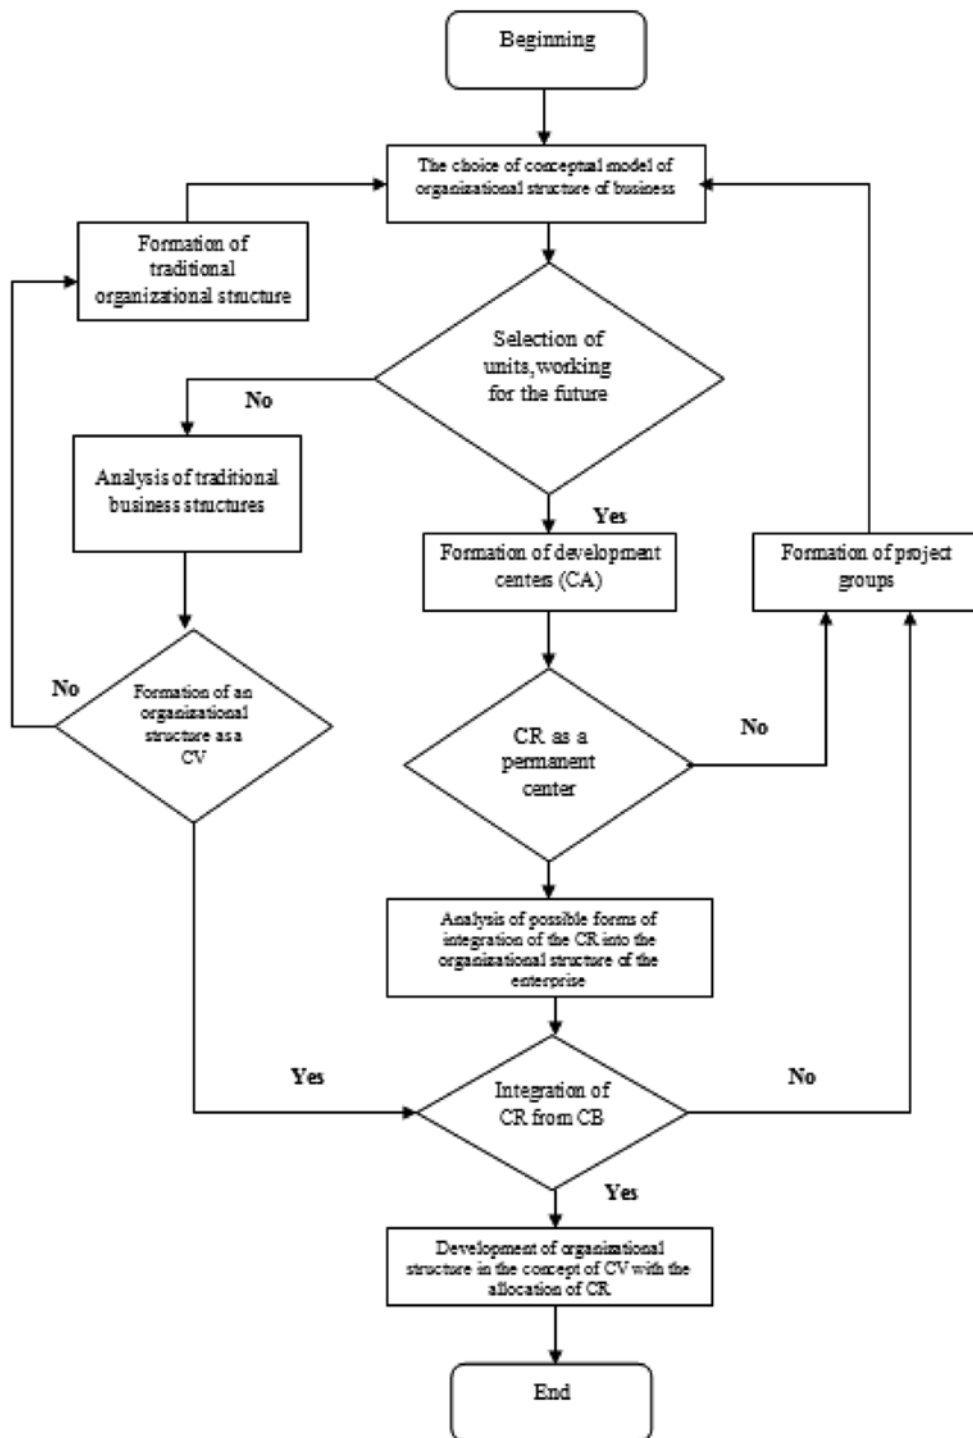 Beginning
The choice of conceptual model of
organizational structure of business
Formation of
traditional
organizational structure
Selection of
units, working
for the future
No
Analysis of traditional
business structures
Yes
Formation of development
centers (CA)
Formation of project
groups
No
Formation of an
organizational
structure as a
CV
CR as a
permanent
center
No
Analysis of possible forms of
integration of the CR into the
organizational structure of the
enterprise
Yes
Integration of
CR from CB
No
Yes
Development of organizational
structure in the concept of CV with the
allocation of CR
End